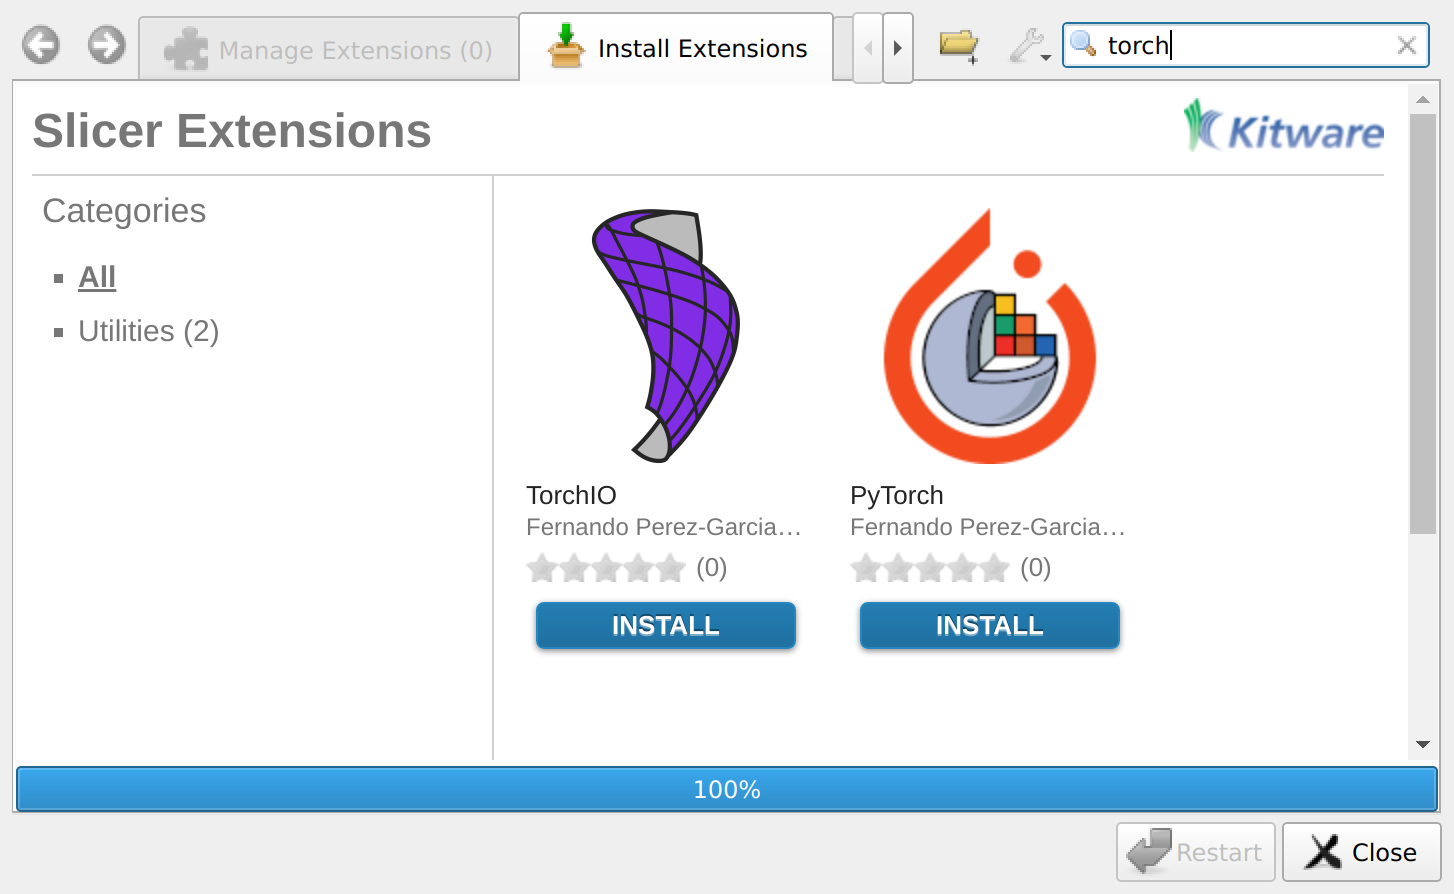 Manage Extensions (0)
Install Extensions
torch
Slicer Extensions
Kitware
Categories
All
Utilities (2)
TorchIO
Fernando Perez-Garcia…
(0)
INSTALL
PyTorch
Fernando Perez-Garcia…
(0)
INSTALL
100%
Restart
Close